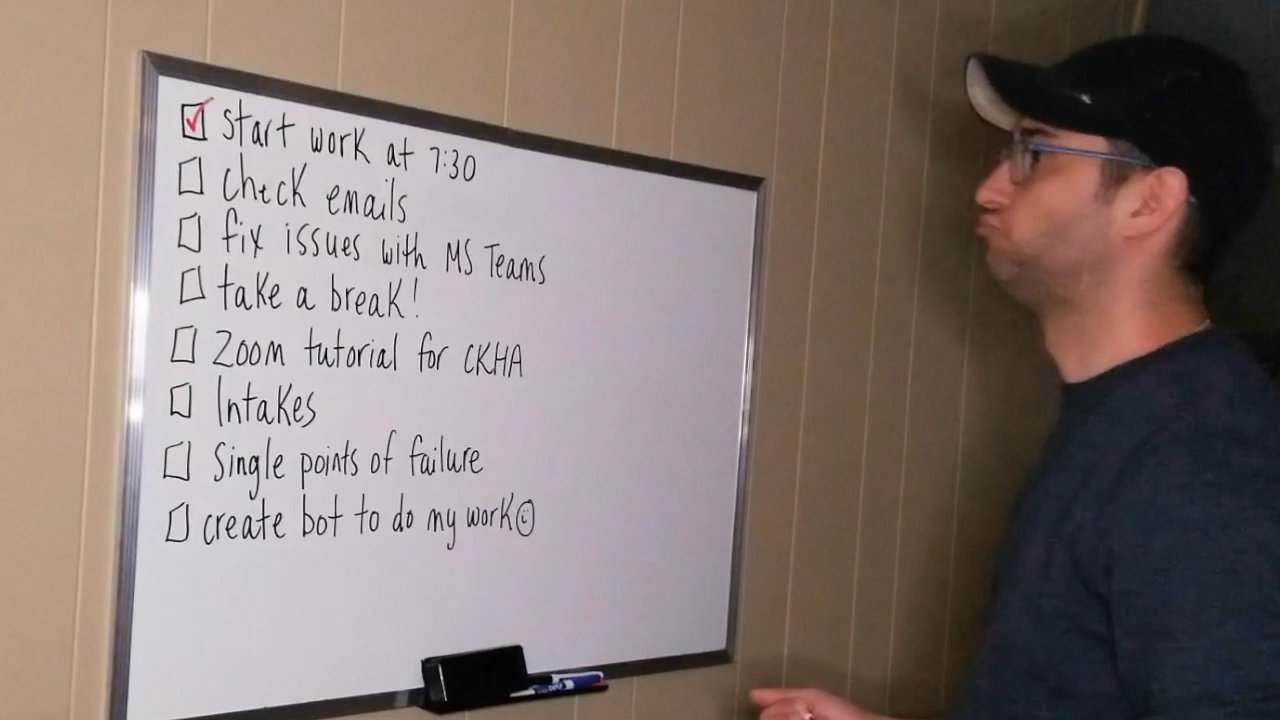 start work at 7:30
check emails
fix issues with MS Teams
take a break!
Zoom tutorial for CKHA
Intakes
Single points of failure
create bot to do my work☺